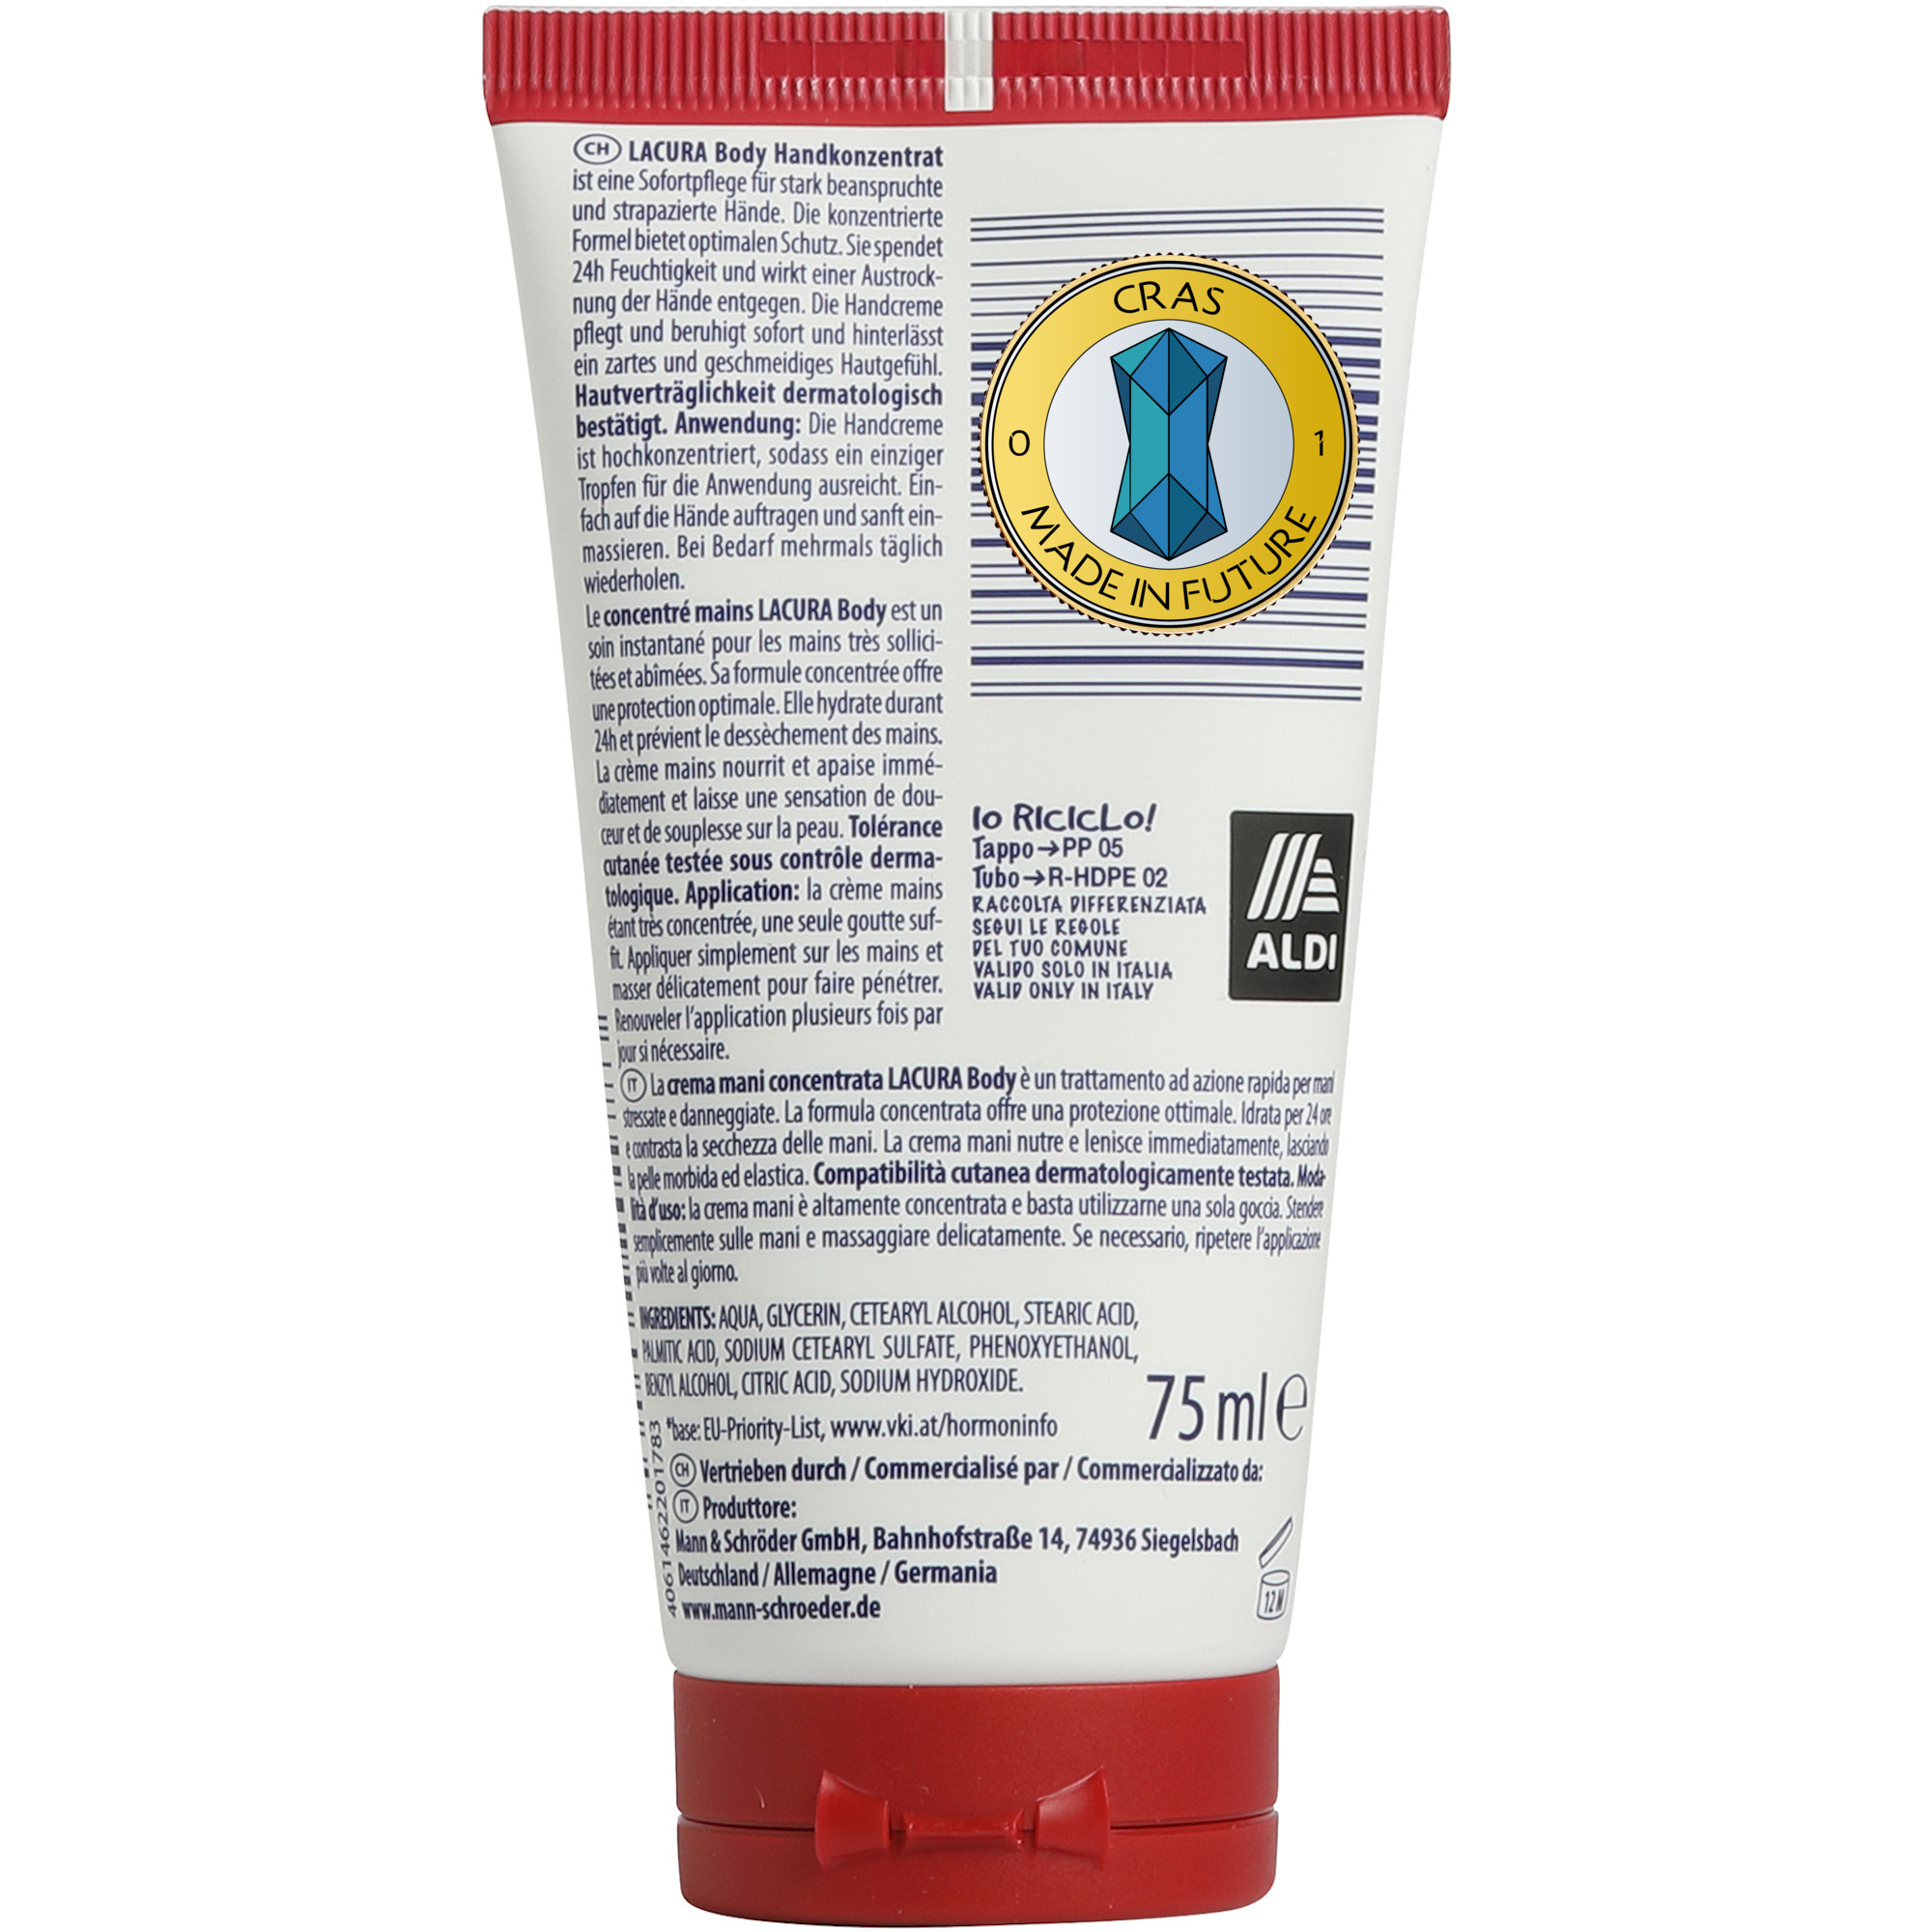 CH LACURA Body Handkonzentrat
ist eine Sofortpflege für stark beanspruchte
und strapazierte Hände. Die konzentrierte
Formel bietet optimalen Schutz. Sie spendet
24h Feuchtigkeit und wirkt einer Austrock-
nung der Hände entgegen. Die Handcreme
pflegt und beruhigt sofort und hinterlässt
ein zartes und geschmeidiges Hautgefühl.
Hautverträglichkeit dermatologisch
bestätigt. Anwendung: Die Handcreme
ist hochkonzentriert, sodass ein einziger
Tropfen für die Anwendung ausreicht. Ein-
fach auf die Hände auftragen und sanft ein-
massieren. Bei Bedarf mehrmals täglich
wiederholen.
Le concentré mains LACURA Body est un
soin instantané pour les mains très sollici-
tées et abîmées. Sa formule concentrée offre
une protection optimale. Elle hydrate durant
24h et prévient le dessèchement des mains.
La crème mains nourrit et apaise immé-
diatement et laisse une sensation de dou-
ceur et de souplesse sur la peau. Tolérance
cutanée testée sous contrôle derma-
tologique. Application: la crème mains
étant très concentrée, une seule goutte suf-
fit. Appliquer simplement sur les mains et
masser délicatement pour faire pénétrer.
Renouveler l'application plusieurs fois par
jour si nécessaire.
CRAS
0 1
MADE IN FUTURE
Io RICICLo!
Tappo→PP 05
Tubo→R-HDPE 02
RACCOLTA DIFFERENZIATA
SEGUI LE REGOLE
DEL TUO COMUNE
VALIDO SOLO IN ITALIA
VALID ONLY IN ITALY
ALDI
IT La crema mani concentrata LACURA Body è un trattamento ad azione rapida per mani
stressate e danneggiate. La formula concentrata offre una protezione ottimale. Idrata per 24 ore
e contrasta la secchezza delle mani. La crema mani nutre e lenisce immediatamente, lasciando
la pelle morbida ed elastica. Compatibilità cutanea dermatologicamente testata. Moda-
lità d'uso: la crema mani è altamente concentrata e basta utilizzarne una sola goccia. Stendere
semplicemente sulle mani e massaggiare delicatamente. Se necessario, ripetere l'applicazione
più volte al giorno.
INGREDIENTS: AQUA, GLYCERIN, CETEARYL ALCOHOL, STEARIC ACID,
PALMITIC ACID, SODIUM CETEARYL SULFATE, PHENOXYETHANOL,
BENZYL ALCOHOL, CITRIC ACID, SODIUM HYDROXIDE.
75 ml e
*base: EU-Priority-List, www.vki.at/hormoninfo
CH Vertrieben durch / Commercialisé par / Commercializzato da:
IT Produttore:
Mann & Schröder GmbH, Bahnhofstraße 14, 74936 Siegelsbach
Deutschland / Allemagne / Germania
www.mann-schroeder.de
12 M
4061462201783